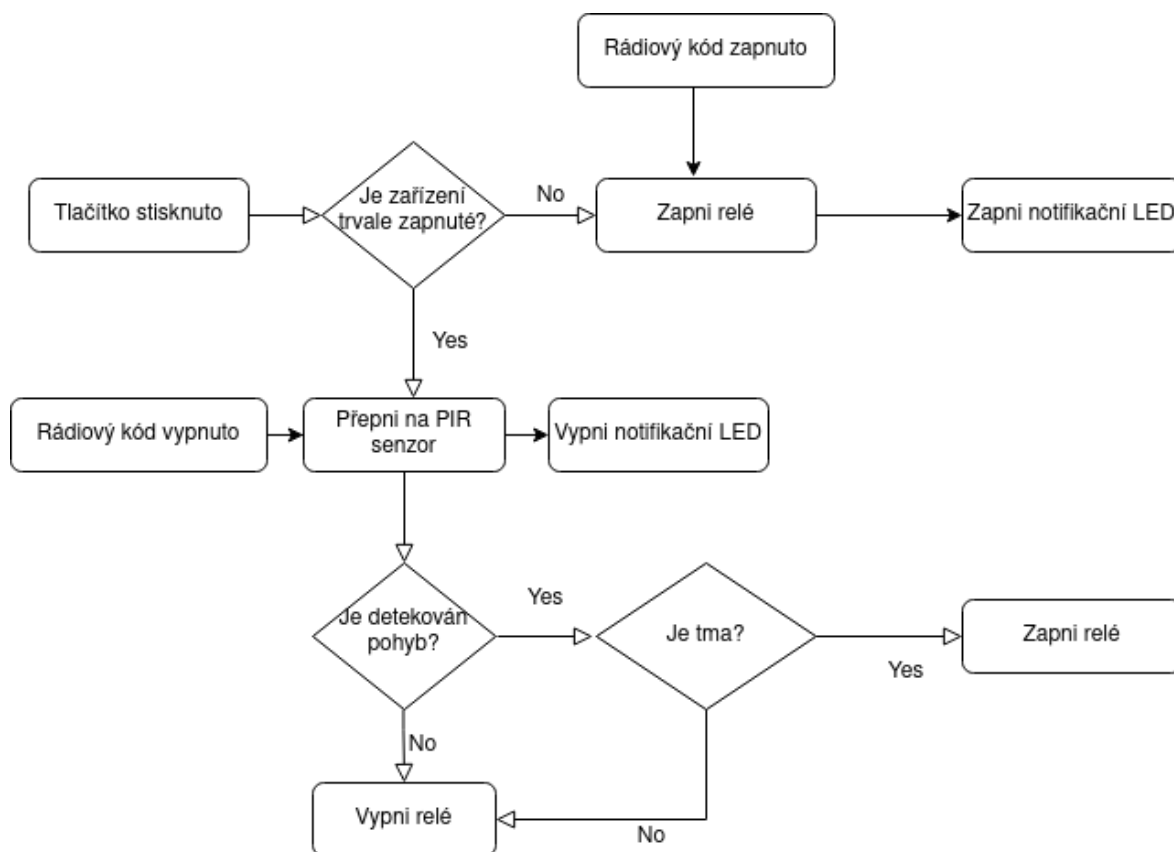 Rádiový kód zapnuto
Tlačítko stisknuto
Je zařízení
trvale zapnuté?
No
Zapni relé
Zapni notifikační LED
Yes
Rádiový kód vypnuto
Přepni na PIR
senzor
Vypni notifikační LED
Je detekován
pohyb?
Yes
Je tma?
Yes
Zapni relé
No
Vypni relé
No